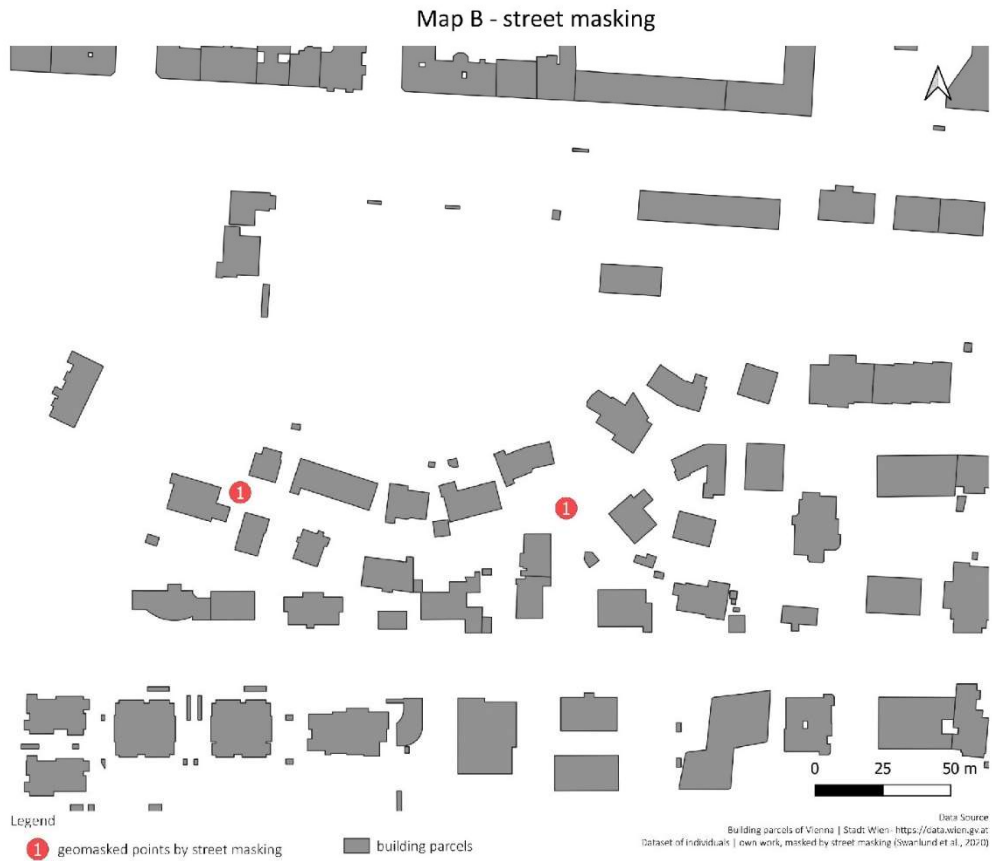 Map B - street masking
1
1
0 25 50 m
Legend
1 geomasked points by street masking
building parcels
Data Source
Building parcels of Vienna | Stadt Wien- https://data.wien.gv.at
Dataset of individuals | own work, masked by street masking (Swanlund et al., 2020)